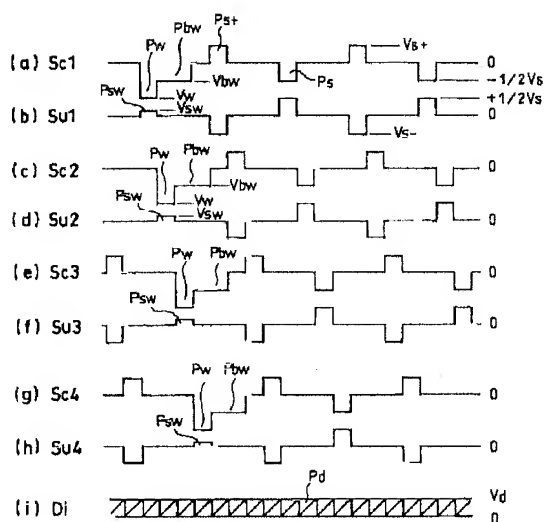 Ps+
Pw Pbw Vs+
(a) Sc1 0
Vbw Ps -1/2Vs
Psw Vw +1/2Vs
(b) Su1 Vsw 0
Vs-
Pw Pbw
(c) Sc2 0
Vbw
Vw
(d) Su2 Psw Vsw 0
(e) Sc3 0
Pw Pbw
Psw
(f) Su3 0
Pw Pbw
(g) Sc4 0
Psw
(h) Su4 0
Pd
(i) Di Vd
0